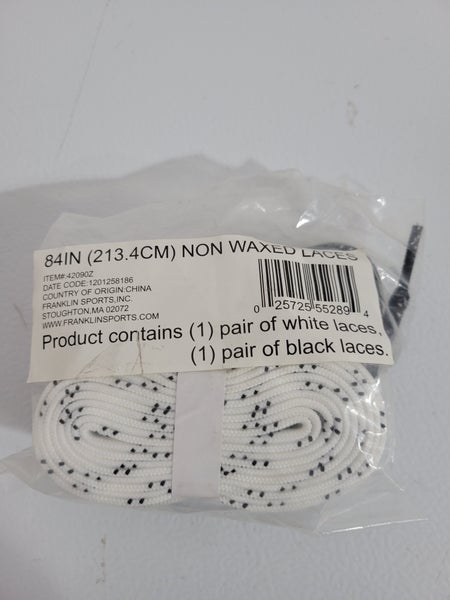 84IN (213.4CM) NON WAXED LACES
ITEM#:42090Z
DATE CODE:1201258186
COUNTRY OF ORIGIN:CHINA
FRANKLIN SPORTS,INC.
STOUGHTON,MA 02072
WWW.FRANKLINSPORTS.COM
0 25725 55289 4
Product contains (1) pair of white laces,
(1) pair of black laces.